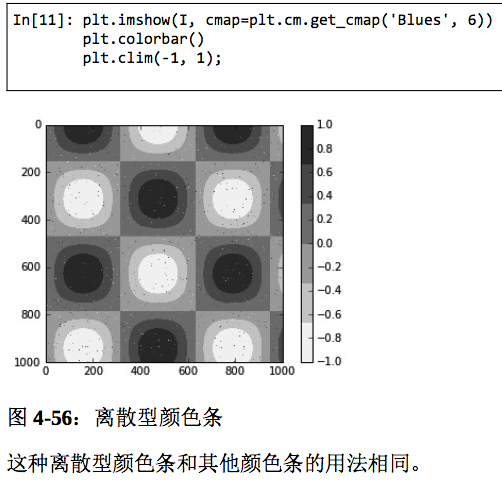 In[11]: plt.imshow(I, cmap=plt.cm.get_cmap('Blues', 6))
plt.colorbar()
plt.clim(-1, 1);
0
200
400
600
800
1000
0 200 400 600 800 1000
1.0
0.8
0.6
0.4
0.2
0.0
−0.2
−0.4
−0.6
−0.8
−1.0
图 4-56：离散型颜色条
这种离散型颜色条和其他颜色条的用法相同。